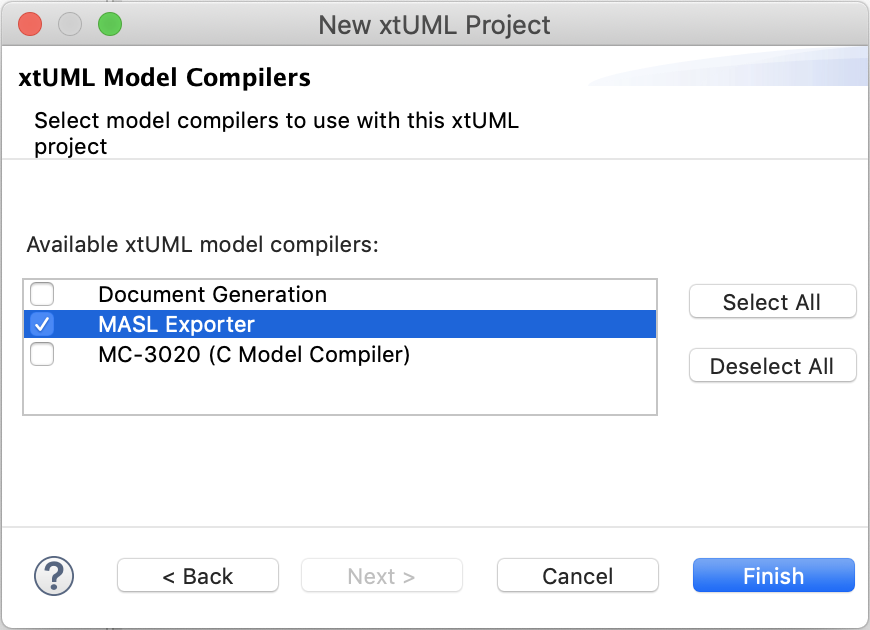 New xtUML Project
xtUML Model Compilers
Select model compilers to use with this xtUML
project
Available xtUML model compilers:
Document Generation
MASL Exporter
MC-3020 (C Model Compiler)
Select All
Deselect All
?
< Back
Next >
Cancel
Finish